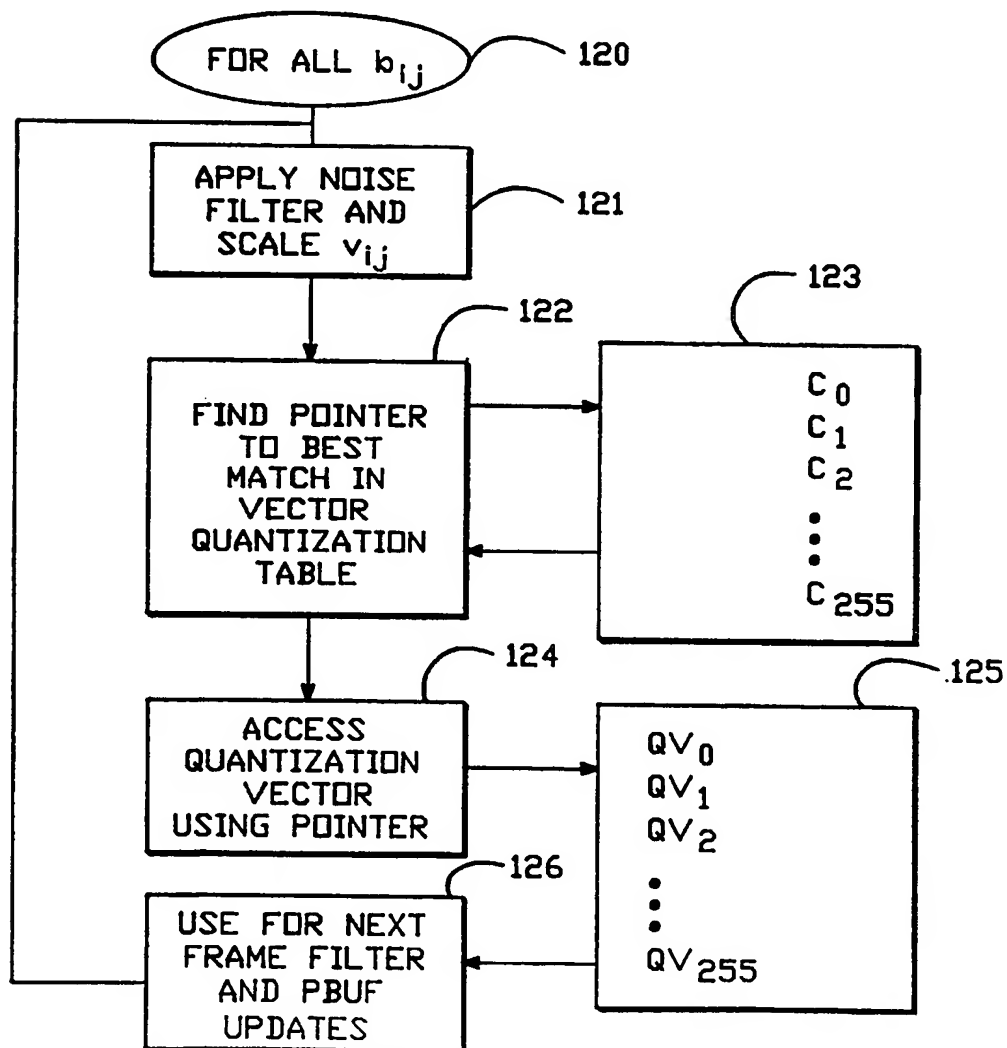 FOR ALL b_ij
120
APPLY NOISE
FILTER AND
SCALE v_ij
121
122
123
FIND POINTER
TO BEST
MATCH IN
VECTOR
QUANTIZATION
TABLE
C_0
C_1
C_2
C_255
124
.125
ACCESS
QUANTIZATION
VECTOR
USING POINTER
QV_0
QV_1
QV_2
QV_255
126
USE FOR NEXT
FRAME FILTER
AND PBUF
UPDATES